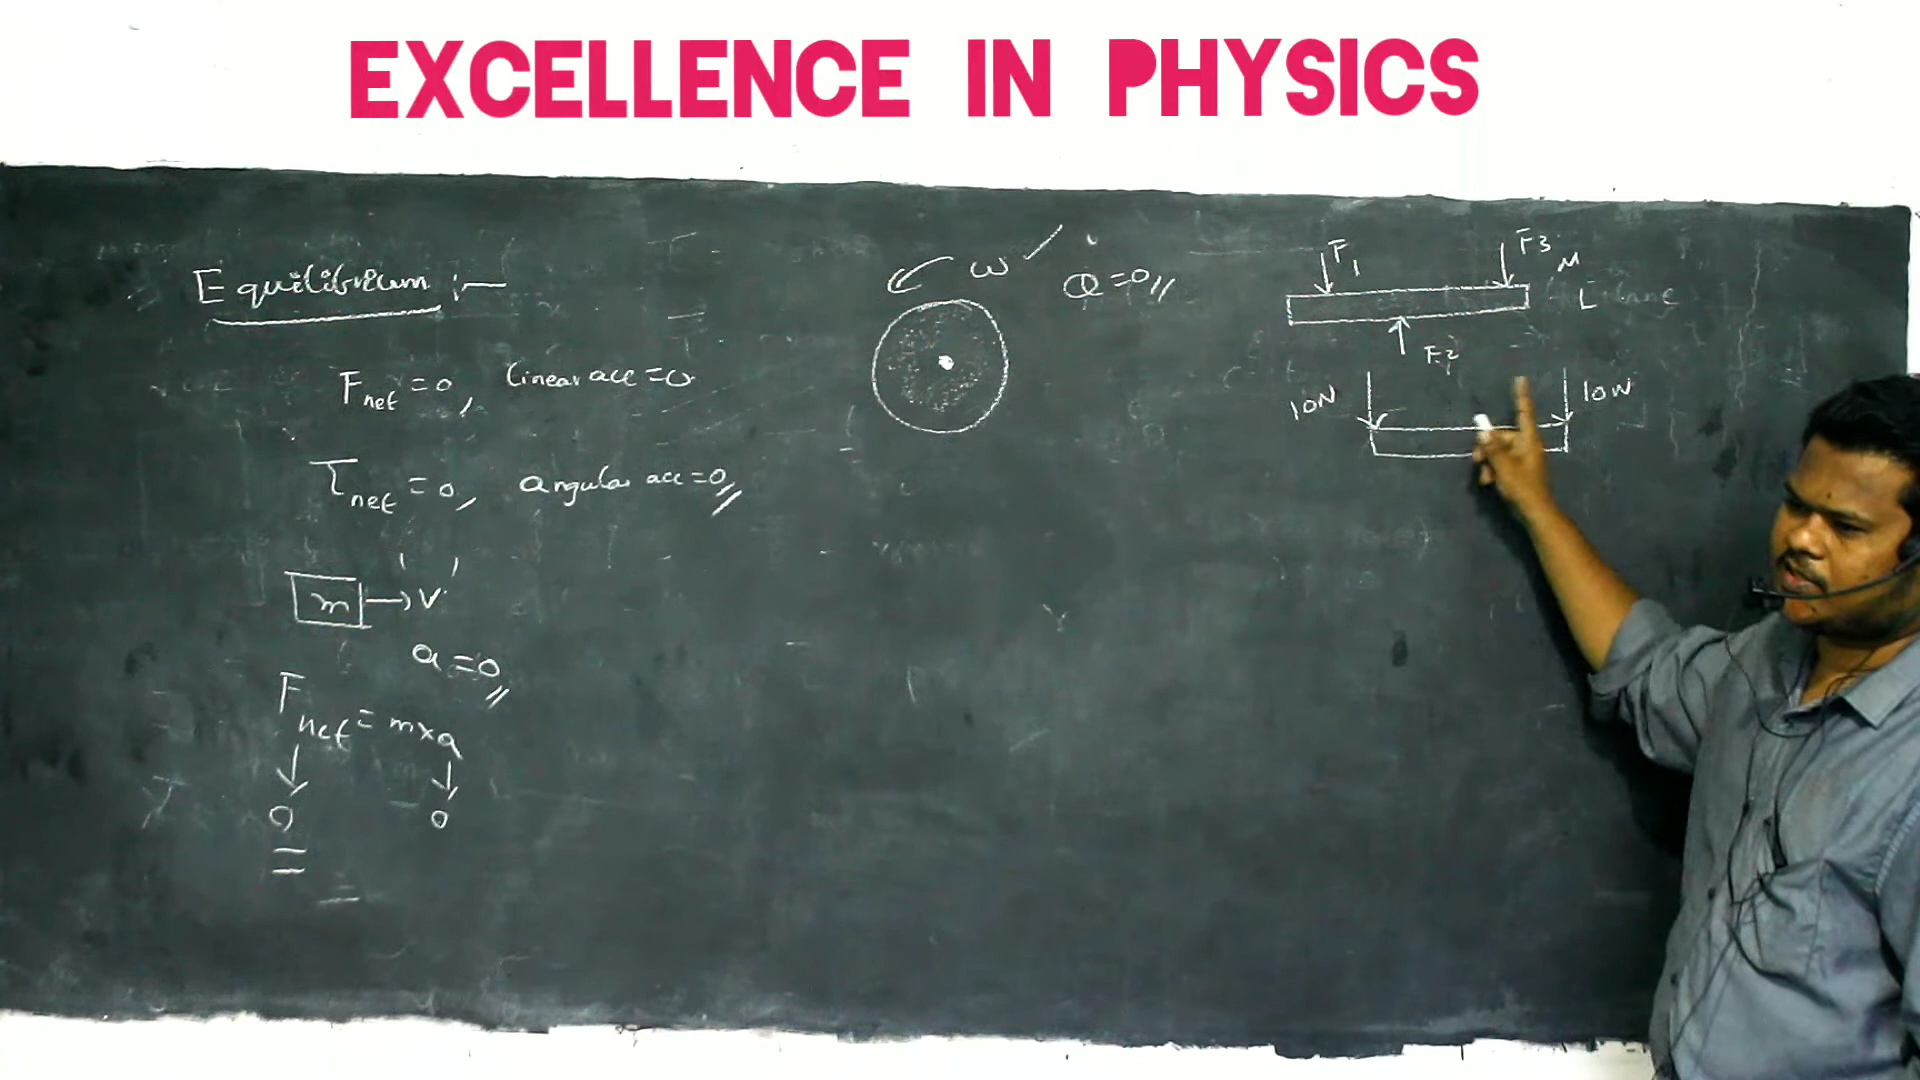 EXCELLENCE IN PHYSICS
Equilibrium :-
Fnet = 0, linear acc = 0
τnet = 0, angular acc = 0
m → v
a = 0
Fnet = m x a
0 0
ω
α = 0
F1
F3
M
L
F2
10N
10N